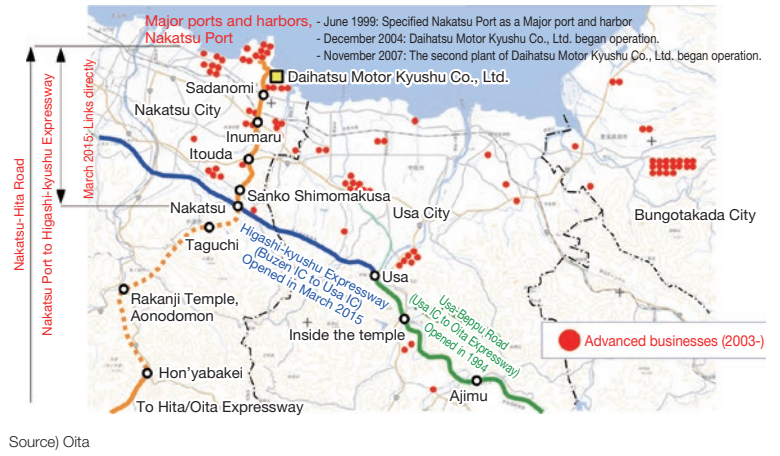 Major ports and harbors,
Nakatsu Port
- June 1999: Specified Nakatsu Port as a Major port and harbor
- December 2004: Daihatsu Motor Kyushu Co., Ltd. began operation.
- November 2007: The second plant of Daihatsu Motor Kyushu Co., Ltd. began operation.
Daihatsu Motor Kyushu Co., Ltd.
Nakatsu-Hita Road
Nakatsu Port to Higashi-kyushu Expressway
March 2015: Links directly
Sadanomi
Nakatsu City
Inumaru
Itouda
Sanko Shimomakusa
Nakatsu
Taguchi
Usa City
Bungotakada City
Higashi-kyushu Expressway
(Buzen IC to Usa IC)
Opened in March 2015
Usa
Usa-Beppu Road
(Usa IC to Oita Expressway)
Opened in 1994
Rakanji Temple,
Aonodomon
Inside the temple
Advanced businesses (2003-)
Hon'yabakei
Ajimu
To Hita/Oita Expressway
Source) Oita